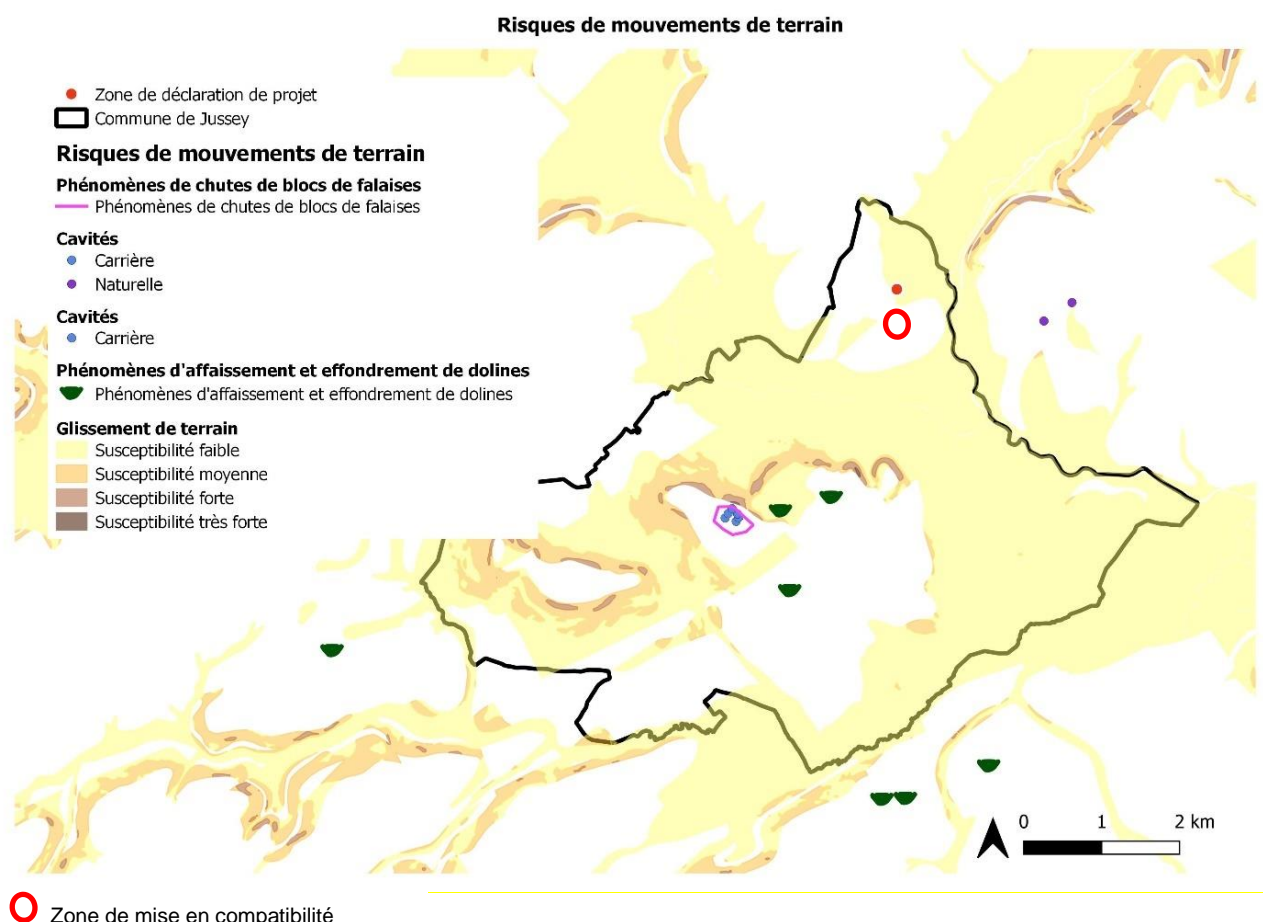 Risques de mouvements de terrain
Zone de déclaration de projet
Commune de Jussey
Risques de mouvements de terrain
Phénomènes de chutes de blocs de falaises
Phénomènes de chutes de blocs de falaises
Cavités
Carrière
Naturelle
Cavités
Carrière
Phénomènes d'affaissement et effondrement de dolines
Phénomènes d'affaissement et effondrement de dolines
Glissement de terrain
Susceptibilité faible
Susceptibilité moyenne
Susceptibilité forte
Susceptibilité très forte
0 1 2 km
Zone de mise en compatibilité